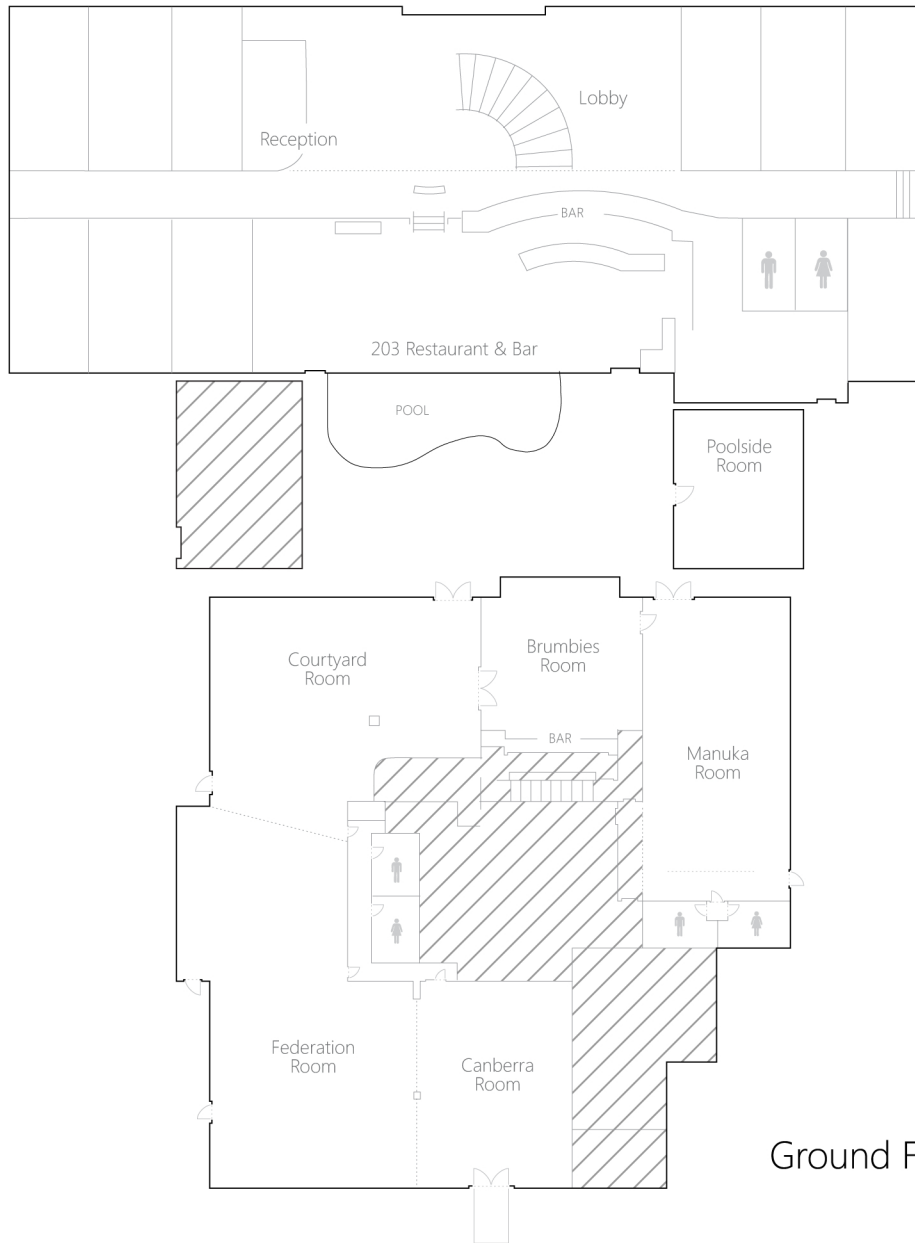 Lobby
Reception
BAR
203 Restaurant & Bar
POOL
Poolside
Room
Brumbies
Room
Courtyard
Room
BAR
Manuka
Room
Federation
Room
Canberra
Room
Ground F